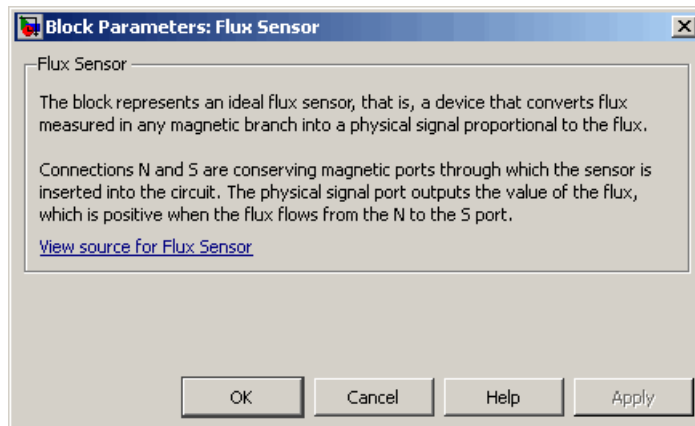 Block Parameters: Flux Sensor
Flux Sensor
The block represents an ideal flux sensor, that is, a device that converts flux
measured in any magnetic branch into a physical signal proportional to the flux.
Connections N and S are conserving magnetic ports through which the sensor is
inserted into the circuit. The physical signal port outputs the value of the flux,
which is positive when the flux flows from the N to the S port.
View source for Flux Sensor
OK Cancel Help Apply